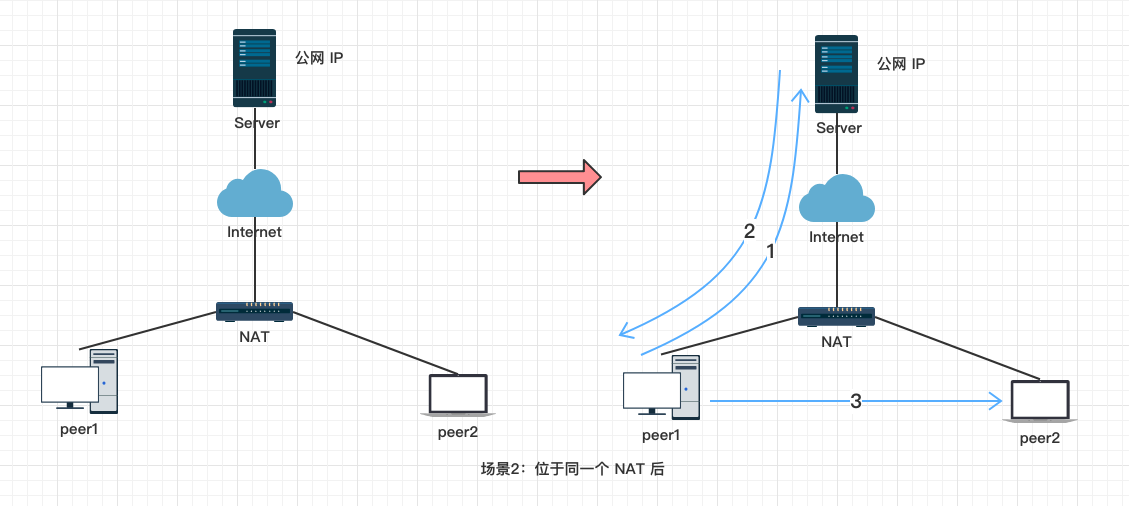 公网 IP
Server
Internet
NAT
peer1
peer2
公网 IP
Server
Internet
2
1
NAT
3
peer1
peer2
场景2：位于同一个 NAT 后